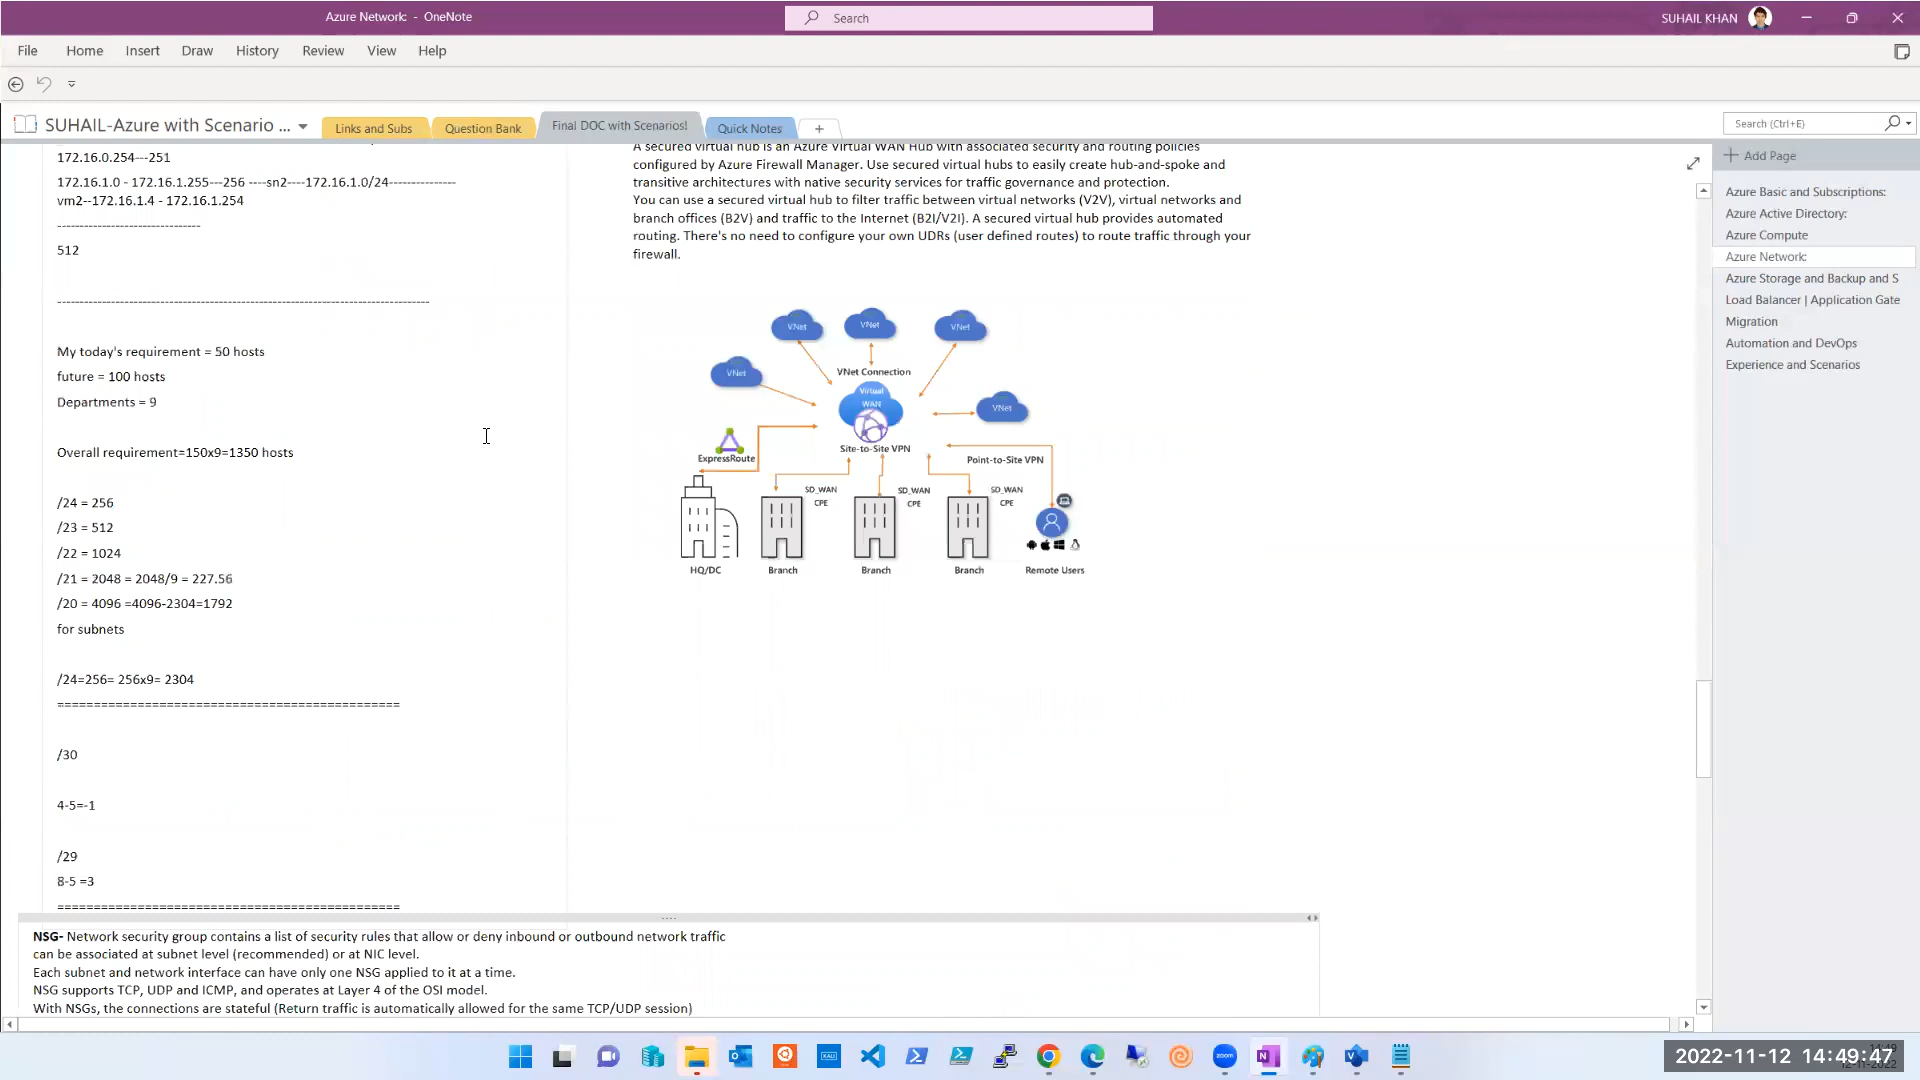 Azure Network: - OneNote
Search
SUHAIL KHAN
File
Home
Insert
Draw
History
Review
View
Help
SUHAIL-Azure with Scenario ...
Links and Subs
Question Bank
Final DOC with Scenarios!
Quick Notes
+
Search (Ctrl+E)
172.16.0.254---251
172.16.1.0 - 172.16.1.255---256 ----sn2----172.16.1.0/24---------------
vm2--172.16.1.4 - 172.16.1.254
--------------------------------
512
-----------------------------------------------------------------------------------
My today's requirement = 50 hosts
future = 100 hosts
Departments = 9
Overall requirement=150x9=1350 hosts
/24 = 256
/23 = 512
/22 = 1024
/21 = 2048 = 2048/9 = 227.56
/20 = 4096 =4096-2304=1792
for subnets
/24=256= 256x9= 2304
===============================================
/30
4-5=-1
/29
8-5 =3
===============================================
A secured virtual hub is an Azure Virtual WAN Hub with associated security and routing policies
configured by Azure Firewall Manager. Use secured virtual hubs to easily create hub-and-spoke and
transitive architectures with native security services for traffic governance and protection.
You can use a secured virtual hub to filter traffic between virtual networks (V2V), virtual networks and
branch offices (B2V) and traffic to the Internet (B2I/V2I). A secured virtual hub provides automated
routing. There's no need to configure your own UDRs (user defined routes) to route traffic through your
firewall.
VNet
VNet
VNet
VNet
VNet Connection
Virtual
WAN
VNet
Site-to-Site VPN
ExpressRoute
Point-to-Site VPN
SD_WAN
CPE
SD_WAN
CPE
SD_WAN
CPE
HQ/DC
Branch
Branch
Branch
Remote Users
NSG- Network security group contains a list of security rules that allow or deny inbound or outbound network traffic
can be associated at subnet level (recommended) or at NIC level.
Each subnet and network interface can have only one NSG applied to it at a time.
NSG supports TCP, UDP and ICMP, and operates at Layer 4 of the OSI model.
With NSGs, the connections are stateful (Return traffic is automatically allowed for the same TCP/UDP session)
Add Page
Azure Basic and Subscriptions:
Azure Active Directory:
Azure Compute
Azure Network:
Azure Storage and Backup and S
Load Balancer | Application Gate
Migration
Automation and DevOps
Experience and Scenarios
KALI
zoom
2022-11-12 14:49:47